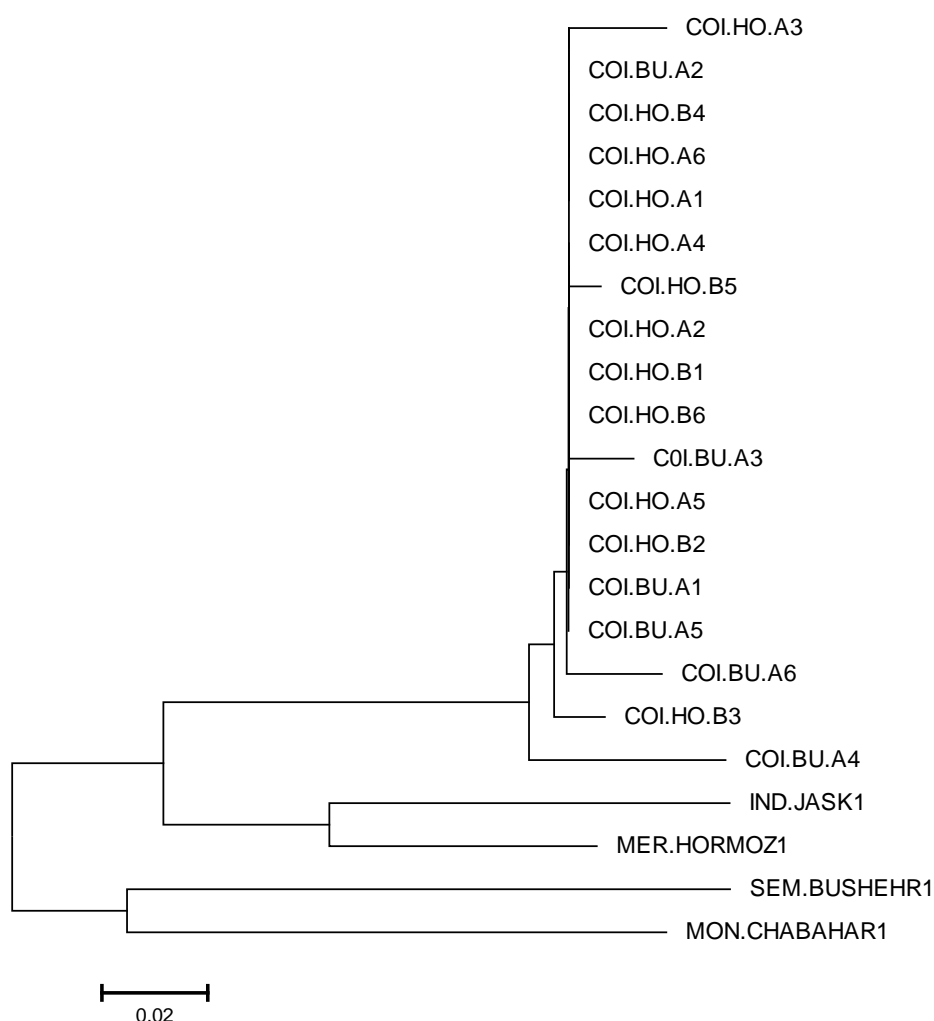 COI.HO.A3
COI.BU.A2
COI.HO.B4
COI.HO.A6
COI.HO.A1
COI.HO.A4
COI.HO.B5
COI.HO.A2
COI.HO.B1
COI.HO.B6
C0I.BU.A3
COI.HO.A5
COI.HO.B2
COI.BU.A1
COI.BU.A5
COI.BU.A6
COI.HO.B3
COI.BU.A4
IND.JASK1
MER.HORMOZ1
SEM.BUSHEHR1
MON.CHABAHAR1
0.02